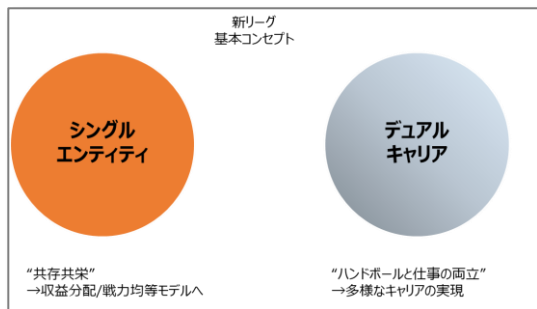 新リーグ
基本コンセプト
シングル
エンティティ
デュアル
キャリア
“共存共栄”
→収益分配/戦力均等モデルへ
“ハンドボールと仕事の両立”
→多様なキャリアの実現